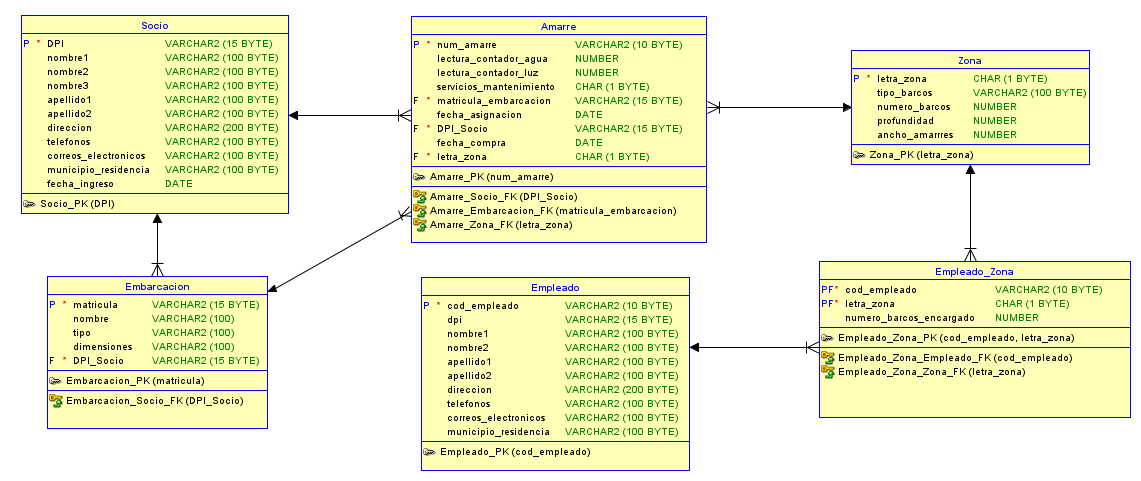 Socio
P * DPI VARCHAR2 (15 BYTE)
nombre1 VARCHAR2 (100 BYTE)
nombre2 VARCHAR2 (100 BYTE)
nombre3 VARCHAR2 (100 BYTE)
apellido1 VARCHAR2 (100 BYTE)
apellido2 VARCHAR2 (100 BYTE)
direccion VARCHAR2 (200 BYTE)
telefonos VARCHAR2 (100 BYTE)
correos_electronicos VARCHAR2 (100 BYTE)
municipio_residencia VARCHAR2 (100 BYTE)
fecha_ingreso DATE
Socio_PK (DPI)
Amarre
P * num_amarre VARCHAR2 (10 BYTE)
lectura_contador_agua NUMBER
lectura_contador_luz NUMBER
servicios_mantenimiento CHAR (1 BYTE)
F * matricula_embarcacion VARCHAR2 (15 BYTE)
fecha_asignacion DATE
F * DPI_Socio VARCHAR2 (15 BYTE)
fecha_compra DATE
F * letra_zona CHAR (1 BYTE)
Amarre_PK (num_amarre)
Amarre_Socio_FK (DPI_Socio)
Amarre_Embarcacion_FK (matricula_embarcacion)
Amarre_Zona_FK (letra_zona)
Zona
P * letra_zona CHAR (1 BYTE)
tipo_barcos VARCHAR2 (100 BYTE)
numero_barcos NUMBER
profundidad NUMBER
ancho_amarrres NUMBER
Zona_PK (letra_zona)
Embarcacion
P * matricula VARCHAR2 (15 BYTE)
nombre VARCHAR2 (100)
tipo VARCHAR2 (100)
dimensiones VARCHAR2 (100)
F * DPI_Socio VARCHAR2 (15 BYTE)
Embarcacion_PK (matricula)
Embarcacion_Socio_FK (DPI_Socio)
Empleado
P * cod_empleado VARCHAR2 (10 BYTE)
dpi VARCHAR2 (15 BYTE)
nombre1 VARCHAR2 (100 BYTE)
nombre2 VARCHAR2 (100 BYTE)
apellido1 VARCHAR2 (100 BYTE)
apellido2 VARCHAR2 (100 BYTE)
direccion VARCHAR2 (200 BYTE)
telefonos VARCHAR2 (100 BYTE)
correos_electronicos VARCHAR2 (100 BYTE)
municipio_residencia VARCHAR2 (100 BYTE)
Empleado_PK (cod_empleado)
Empleado_Zona
PF* cod_empleado VARCHAR2 (10 BYTE)
PF* letra_zona CHAR (1 BYTE)
numero_barcos_encargado NUMBER
Empleado_Zona_PK (cod_empleado, letra_zona)
Empleado_Zona_Empleado_FK (cod_empleado)
Empleado_Zona_Zona_FK (letra_zona)